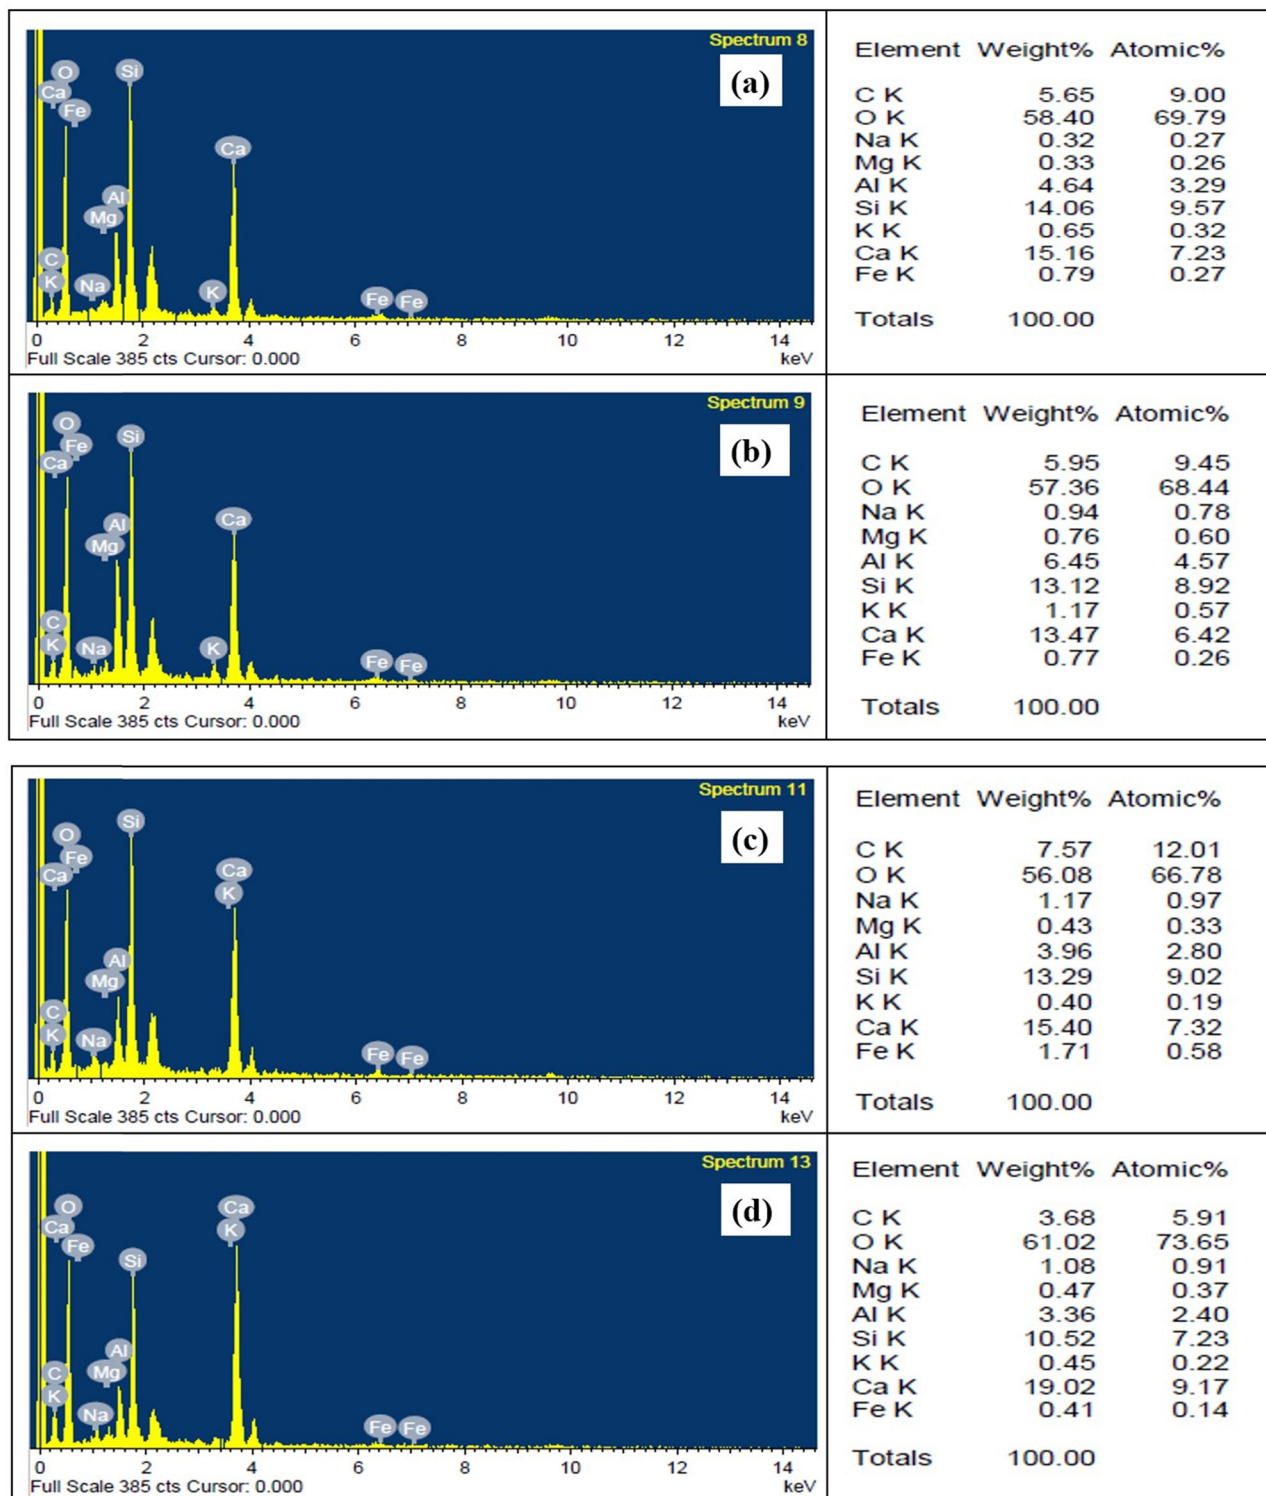 Spectrum 8
(a)
O
Si
Ca
Fe
Ca
Al
Mg
C
K
Na
K
Fe
Fe
0 2 4 6 8 10 12 14
Full Scale 385 cts Cursor: 0.000 keV
Element Weight% Atomic%
C K 5.65 9.00
O K 58.40 69.79
Na K 0.32 0.27
Mg K 0.33 0.26
Al K 4.64 3.29
Si K 14.06 9.57
K K 0.65 0.32
Ca K 15.16 7.23
Fe K 0.79 0.27
Totals 100.00
Spectrum 9
(b)
O
Si
Fe
Ca
Ca
Al
Mg
C
K
Na
K
Fe
Fe
0 2 4 6 8 10 12 14
Full Scale 385 cts Cursor: 0.000 keV
Element Weight% Atomic%
C K 5.95 9.45
O K 57.36 68.44
Na K 0.94 0.78
Mg K 0.76 0.60
Al K 6.45 4.57
Si K 13.12 8.92
K K 1.17 0.57
Ca K 13.47 6.42
Fe K 0.77 0.26
Totals 100.00
Spectrum 11
(c)
Si
O
Fe
Ca
Ca
K
Al
Mg
C
K
Na
Fe
Fe
0 2 4 6 8 10 12 14
Full Scale 385 cts Cursor: 0.000 keV
Element Weight% Atomic%
C K 7.57 12.01
O K 56.08 66.78
Na K 1.17 0.97
Mg K 0.43 0.33
Al K 3.96 2.80
Si K 13.29 9.02
K K 0.40 0.19
Ca K 15.40 7.32
Fe K 1.71 0.58
Totals 100.00
Spectrum 13
(d)
O
Ca
Ca
K
Fe
Si
Al
Mg
C
K
Na
Fe
Fe
0 2 4 6 8 10 12 14
Full Scale 385 cts Cursor: 0.000 keV
Element Weight% Atomic%
C K 3.68 5.91
O K 61.02 73.65
Na K 1.08 0.91
Mg K 0.47 0.37
Al K 3.36 2.40
Si K 10.52 7.23
K K 0.45 0.22
Ca K 19.02 9.17
Fe K 0.41 0.14
Totals 100.00